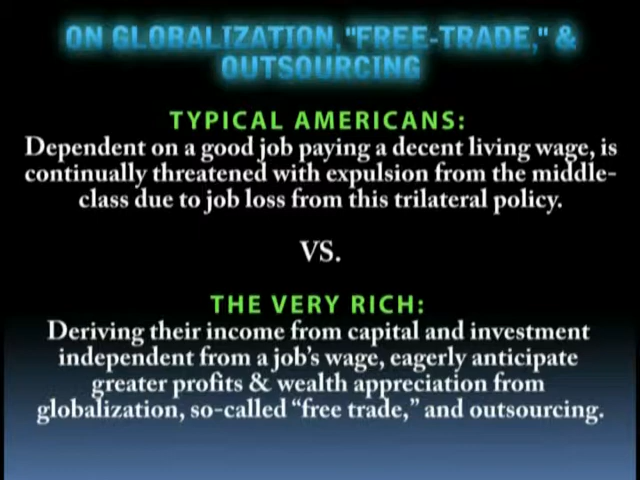 ON GLOBALIZATION, "FREE-TRADE," &
OUTSOURCING
TYPICAL AMERICANS:
Dependent on a good job paying a decent living wage, is
continually threatened with expulsion from the middle-
class due to job loss from this trilateral policy.
VS.
THE VERY RICH:
Deriving their income from capital and investment
independent from a job's wage, eagerly anticipate
greater profits & wealth appreciation from
globalization, so-called “free trade,” and outsourcing.